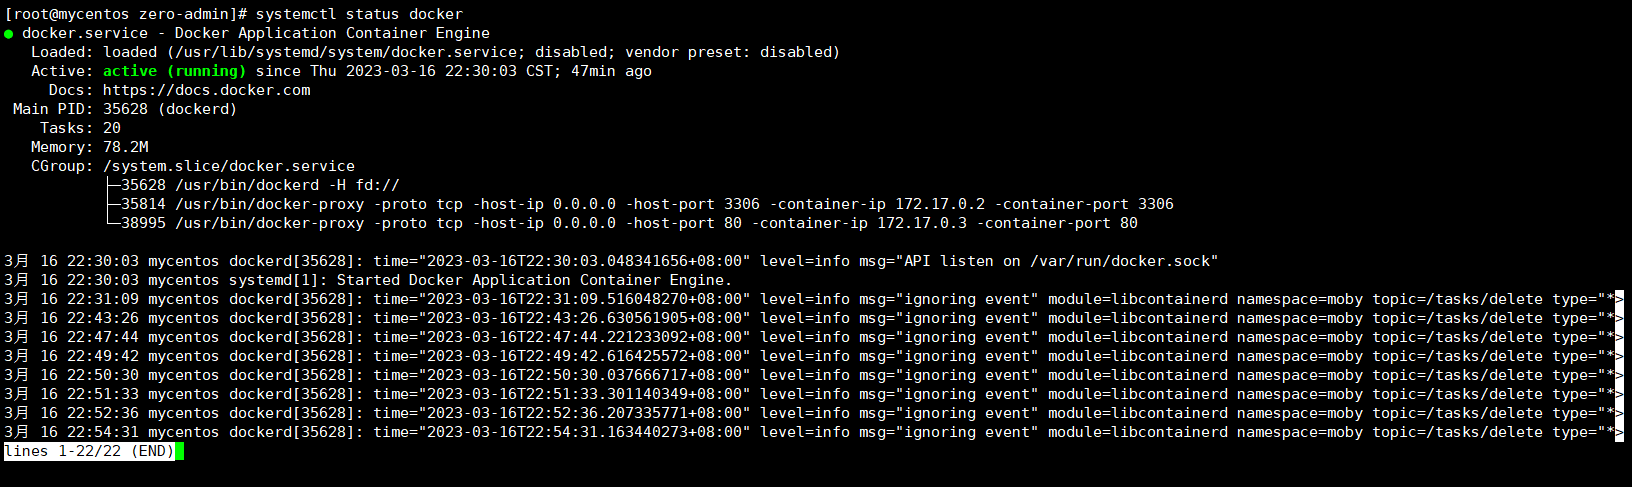 [root@mycentos zero-admin]# systemctl status docker
● docker.service - Docker Application Container Engine
   Loaded: loaded (/usr/lib/systemd/system/docker.service; disabled; vendor preset: disabled)
   Active: active (running) since Thu 2023-03-16 22:30:03 CST; 47min ago
     Docs: https://docs.docker.com
 Main PID: 35628 (dockerd)
    Tasks: 20
   Memory: 78.2M
   CGroup: /system.slice/docker.service
           ├─35628 /usr/bin/dockerd -H fd://
           ├─35814 /usr/bin/docker-proxy -proto tcp -host-ip 0.0.0.0 -host-port 3306 -container-ip 172.17.0.2 -container-port 3306
           └─38995 /usr/bin/docker-proxy -proto tcp -host-ip 0.0.0.0 -host-port 80 -container-ip 172.17.0.3 -container-port 80
3月 16 22:30:03 mycentos dockerd[35628]: time="2023-03-16T22:30:03.048341656+08:00" level=info msg="API listen on /var/run/docker.sock"
3月 16 22:30:03 mycentos systemd[1]: Started Docker Application Container Engine.
3月 16 22:31:09 mycentos dockerd[35628]: time="2023-03-16T22:31:09.516048270+08:00" level=info msg="ignoring event" module=libcontainerd namespace=moby topic=/tasks/delete type="*>
3月 16 22:43:26 mycentos dockerd[35628]: time="2023-03-16T22:43:26.630561905+08:00" level=info msg="ignoring event" module=libcontainerd namespace=moby topic=/tasks/delete type="*>
3月 16 22:47:44 mycentos dockerd[35628]: time="2023-03-16T22:47:44.221233092+08:00" level=info msg="ignoring event" module=libcontainerd namespace=moby topic=/tasks/delete type="*>
3月 16 22:49:42 mycentos dockerd[35628]: time="2023-03-16T22:49:42.616425572+08:00" level=info msg="ignoring event" module=libcontainerd namespace=moby topic=/tasks/delete type="*>
3月 16 22:50:30 mycentos dockerd[35628]: time="2023-03-16T22:50:30.037666717+08:00" level=info msg="ignoring event" module=libcontainerd namespace=moby topic=/tasks/delete type="*>
3月 16 22:51:33 mycentos dockerd[35628]: time="2023-03-16T22:51:33.301140349+08:00" level=info msg="ignoring event" module=libcontainerd namespace=moby topic=/tasks/delete type="*>
3月 16 22:52:36 mycentos dockerd[35628]: time="2023-03-16T22:52:36.207335771+08:00" level=info msg="ignoring event" module=libcontainerd namespace=moby topic=/tasks/delete type="*>
3月 16 22:54:31 mycentos dockerd[35628]: time="2023-03-16T22:54:31.163440273+08:00" level=info msg="ignoring event" module=libcontainerd namespace=moby topic=/tasks/delete type="*>
lines 1-22/22 (END)